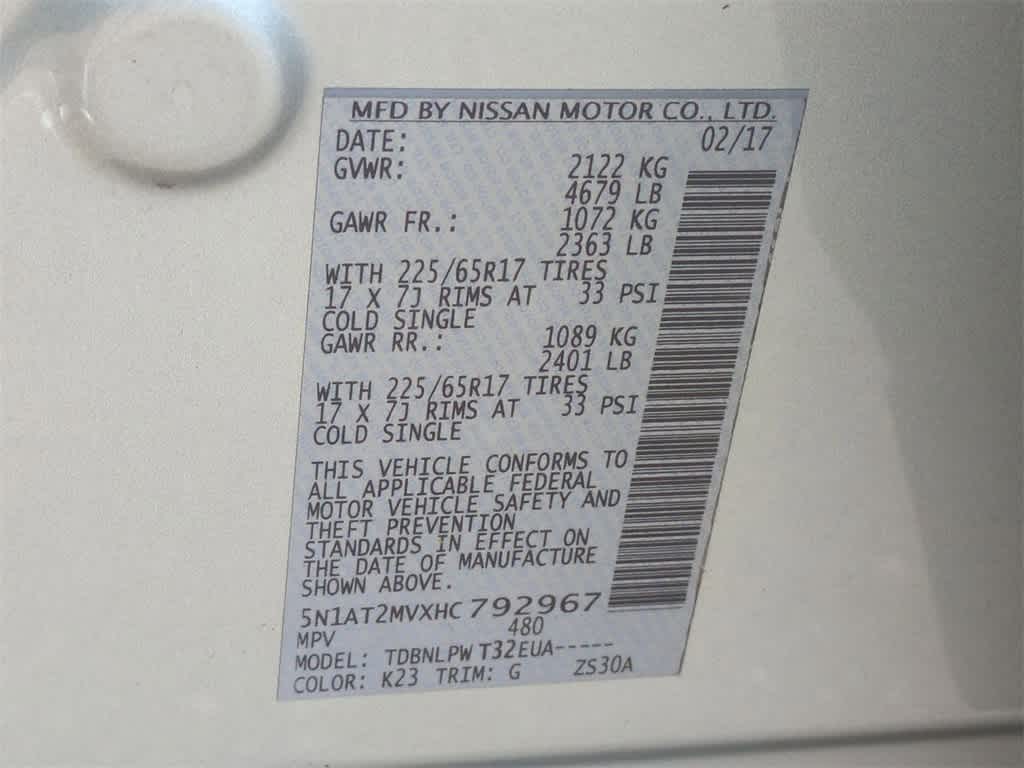 MFD BY NISSAN MOTOR CO., LTD.
DATE: 02/17
GVWR: 2122 KG
4679 LB
GAWR FR.: 1072 KG
2363 LB
WITH 225/65R17 TIRES
17 X 7J RIMS AT 33 PSI
COLD SINGLE
GAWR RR.: 1089 KG
2401 LB
WITH 225/65R17 TIRES
17 X 7J RIMS AT 33 PSI
COLD SINGLE
THIS VEHICLE CONFORMS TO
ALL APPLICABLE FEDERAL
MOTOR VEHICLE SAFETY AND
THEFT PREVENTION
STANDARDS IN EFFECT ON
THE DATE OF MANUFACTURE
SHOWN ABOVE.
5N1AT2MVXHC792967
MPV 480
MODEL: TDBNLPW T32EUA-----
COLOR: K23 TRIM: G ZS30A